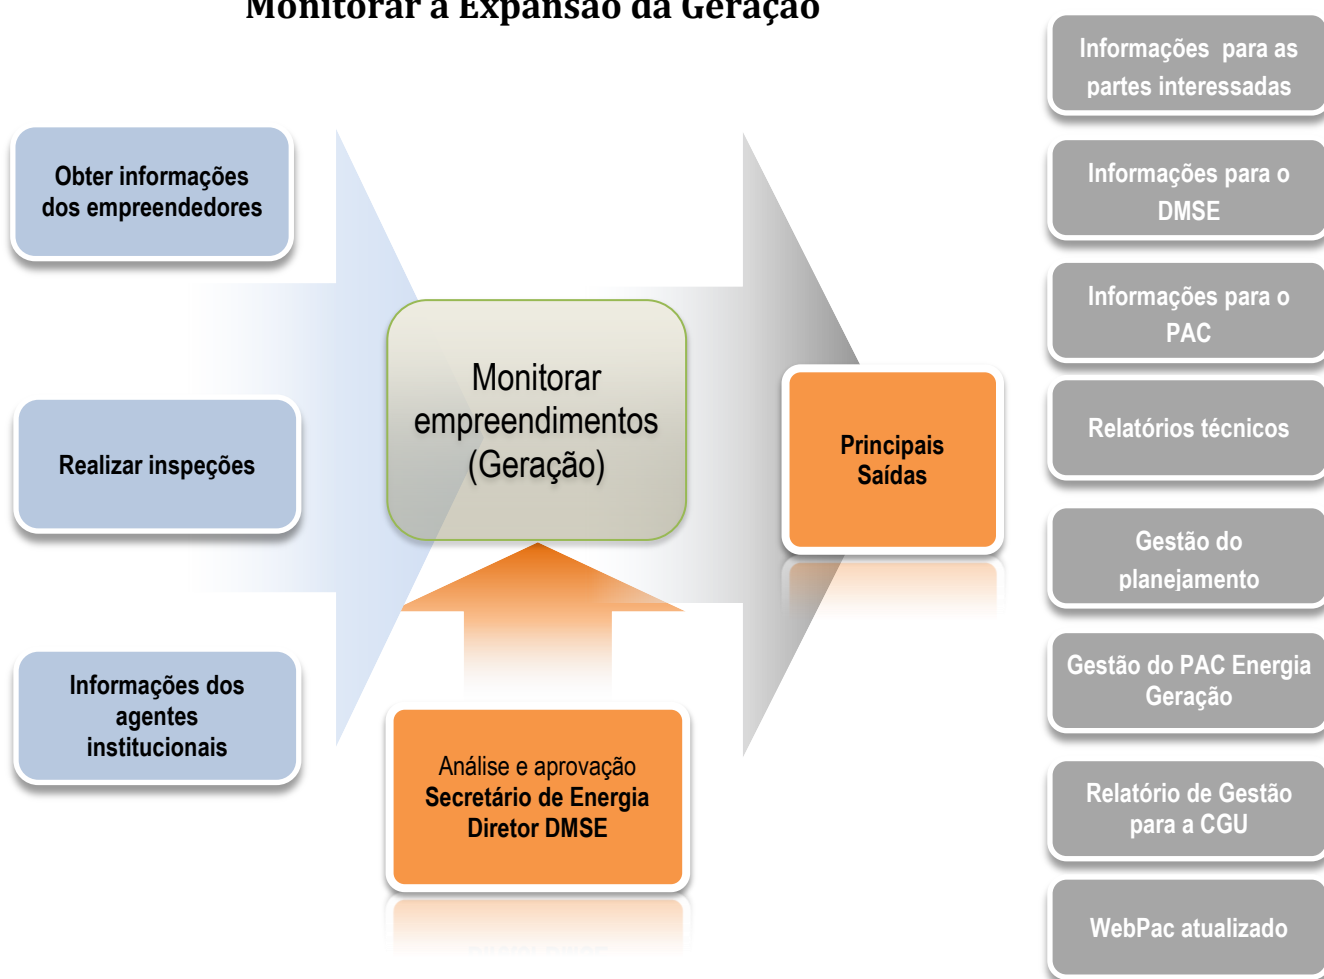 Monitorar a Expansão da Geração
Obter informações
dos empreendedores
Realizar inspeções
Informações dos
agentes
institucionais
Monitorar
empreendimentos
(Geração)
Análise e aprovação
Secretário de Energia
Diretor DMSE
Principais
Saídas
Informações para as
partes interessadas
Informações para o
DMSE
Informações para o
PAC
Relatórios técnicos
Gestão do
planejamento
Gestão do PAC Energia
Geração
Relatório de Gestão
para a CGU
WebPac atualizado